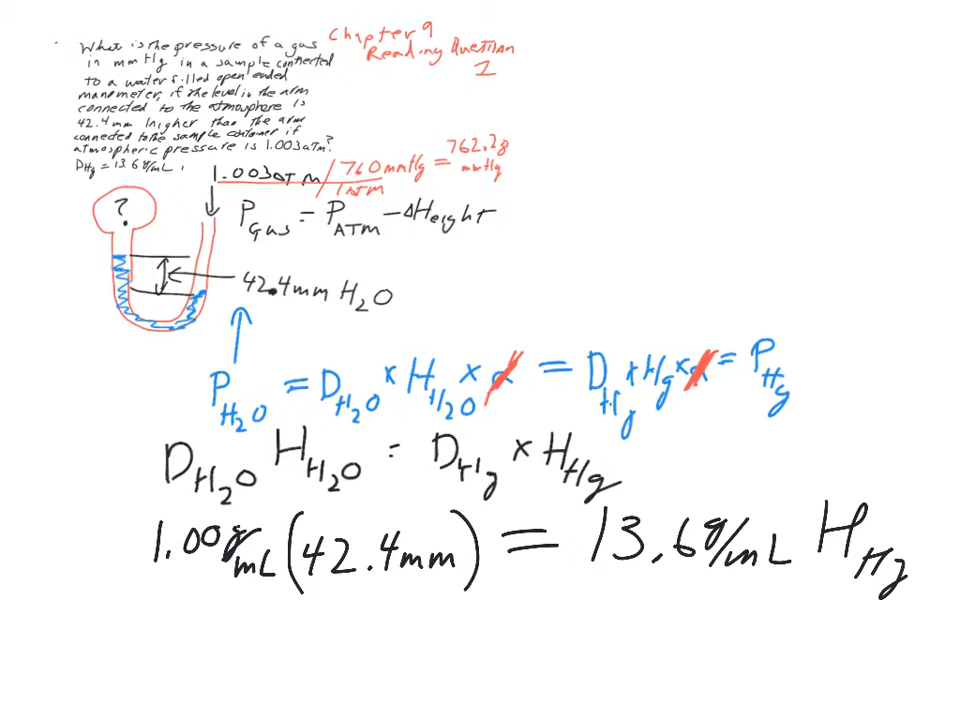 What is the pressure of a gas
in mmHg in a sample connected
to a water filled open ended
manometer, if the level in the arm
connected to the atmosphere is
42.4mm higher than the arm
connected to the sample container if
atmospheric pressure is 1.003atm?
DHg = 13.6g/mL
Chapter 9
Reading Question
1
1.003ATM / 760mmHg = 762.28
1ATM mmHg
?
PGas = PATM - ΔHeight
42.4mm H2O
PH2O = DH2O × HH2O × = DHg × Hg × = PHg
DH2O HH2O = DHg × HHg
1.00g/mL (42.4mm) = 13.6g/mL HHg